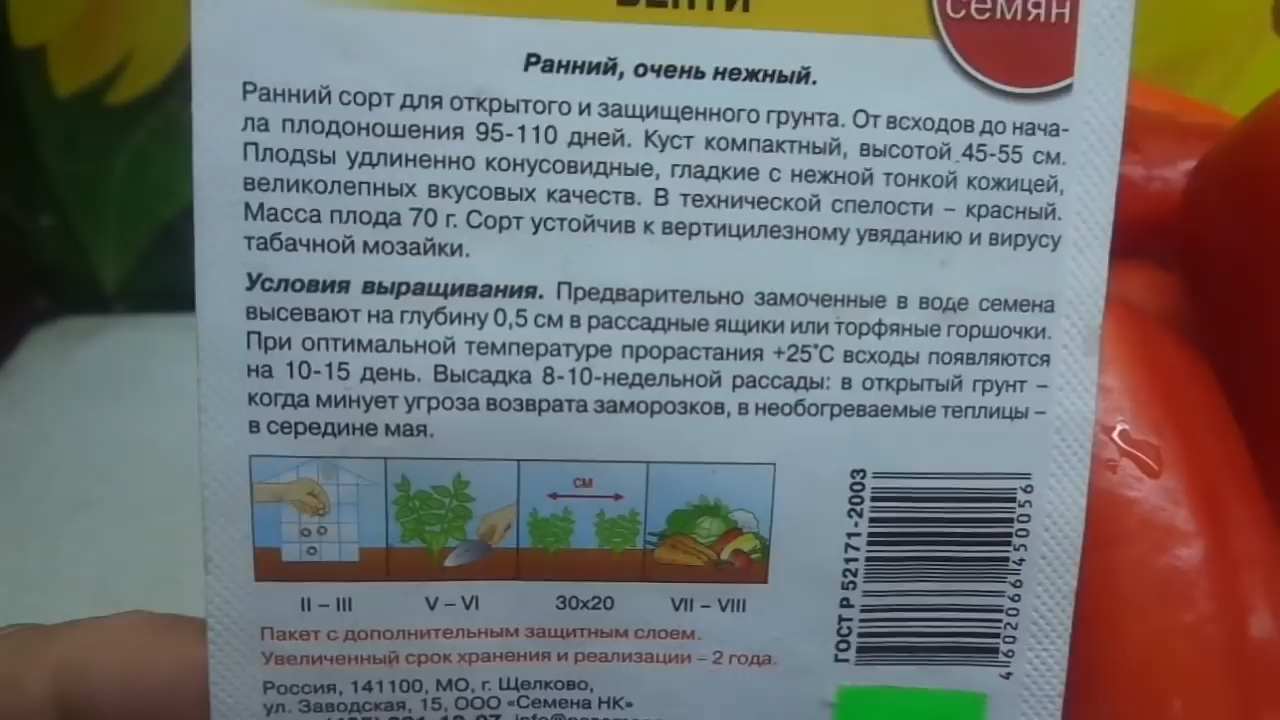 семян
Ранний, очень нежный.
Ранний сорт для открытого и защищенного грунта. От всходов до нача-
ла плодоношения 95-110 дней. Куст компактный, высотой 45-55 см.
Плодsы удлиненно конусовидные, гладкие с нежной тонкой кожицей,
великолепных вкусовых качеств. В технической спелости – красный.
Масса плода 70 г. Сорт устойчив к вертицилезному увяданию и вирусу
табачной мозайки.
Условия выращивания. Предварительно замоченные в воде семена
высевают на глубину 0,5 см в рассадные ящики или торфяные горшочки.
При оптимальной температуре прорастания +25°С всходы появляются
на 10-15 день. Высадка 8-10-недельной рассады: в открытый грунт –
когда минует угроза возврата заморозков, в необогреваемые теплицы –
в середине мая.
см
II – III V – VI 30х20 VII – VIII
Пакет с дополнительным защитным слоем.
Увеличенный срок хранения и реализации – 2 года.
Россия, 141100, МО, г. Щелково,
ул. Заводская, 15, ООО «Семена НК»
ГОСТ Р 52171-2003
4602066450056